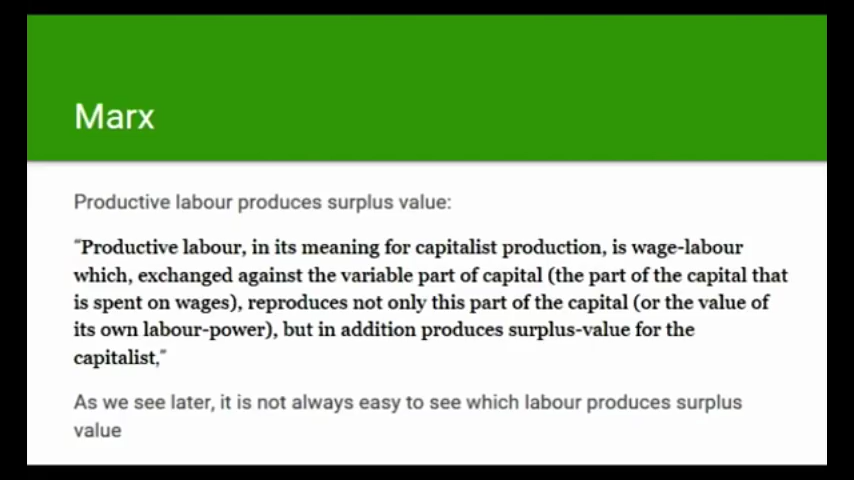 Marx
Productive labour produces surplus value:
"Productive labour, in its meaning for capitalist production, is wage-labour
which, exchanged against the variable part of capital (the part of the capital that
is spent on wages), reproduces not only this part of the capital (or the value of
its own labour-power), but in addition produces surplus-value for the
capitalist,"
As we see later, it is not always easy to see which labour produces surplus
value